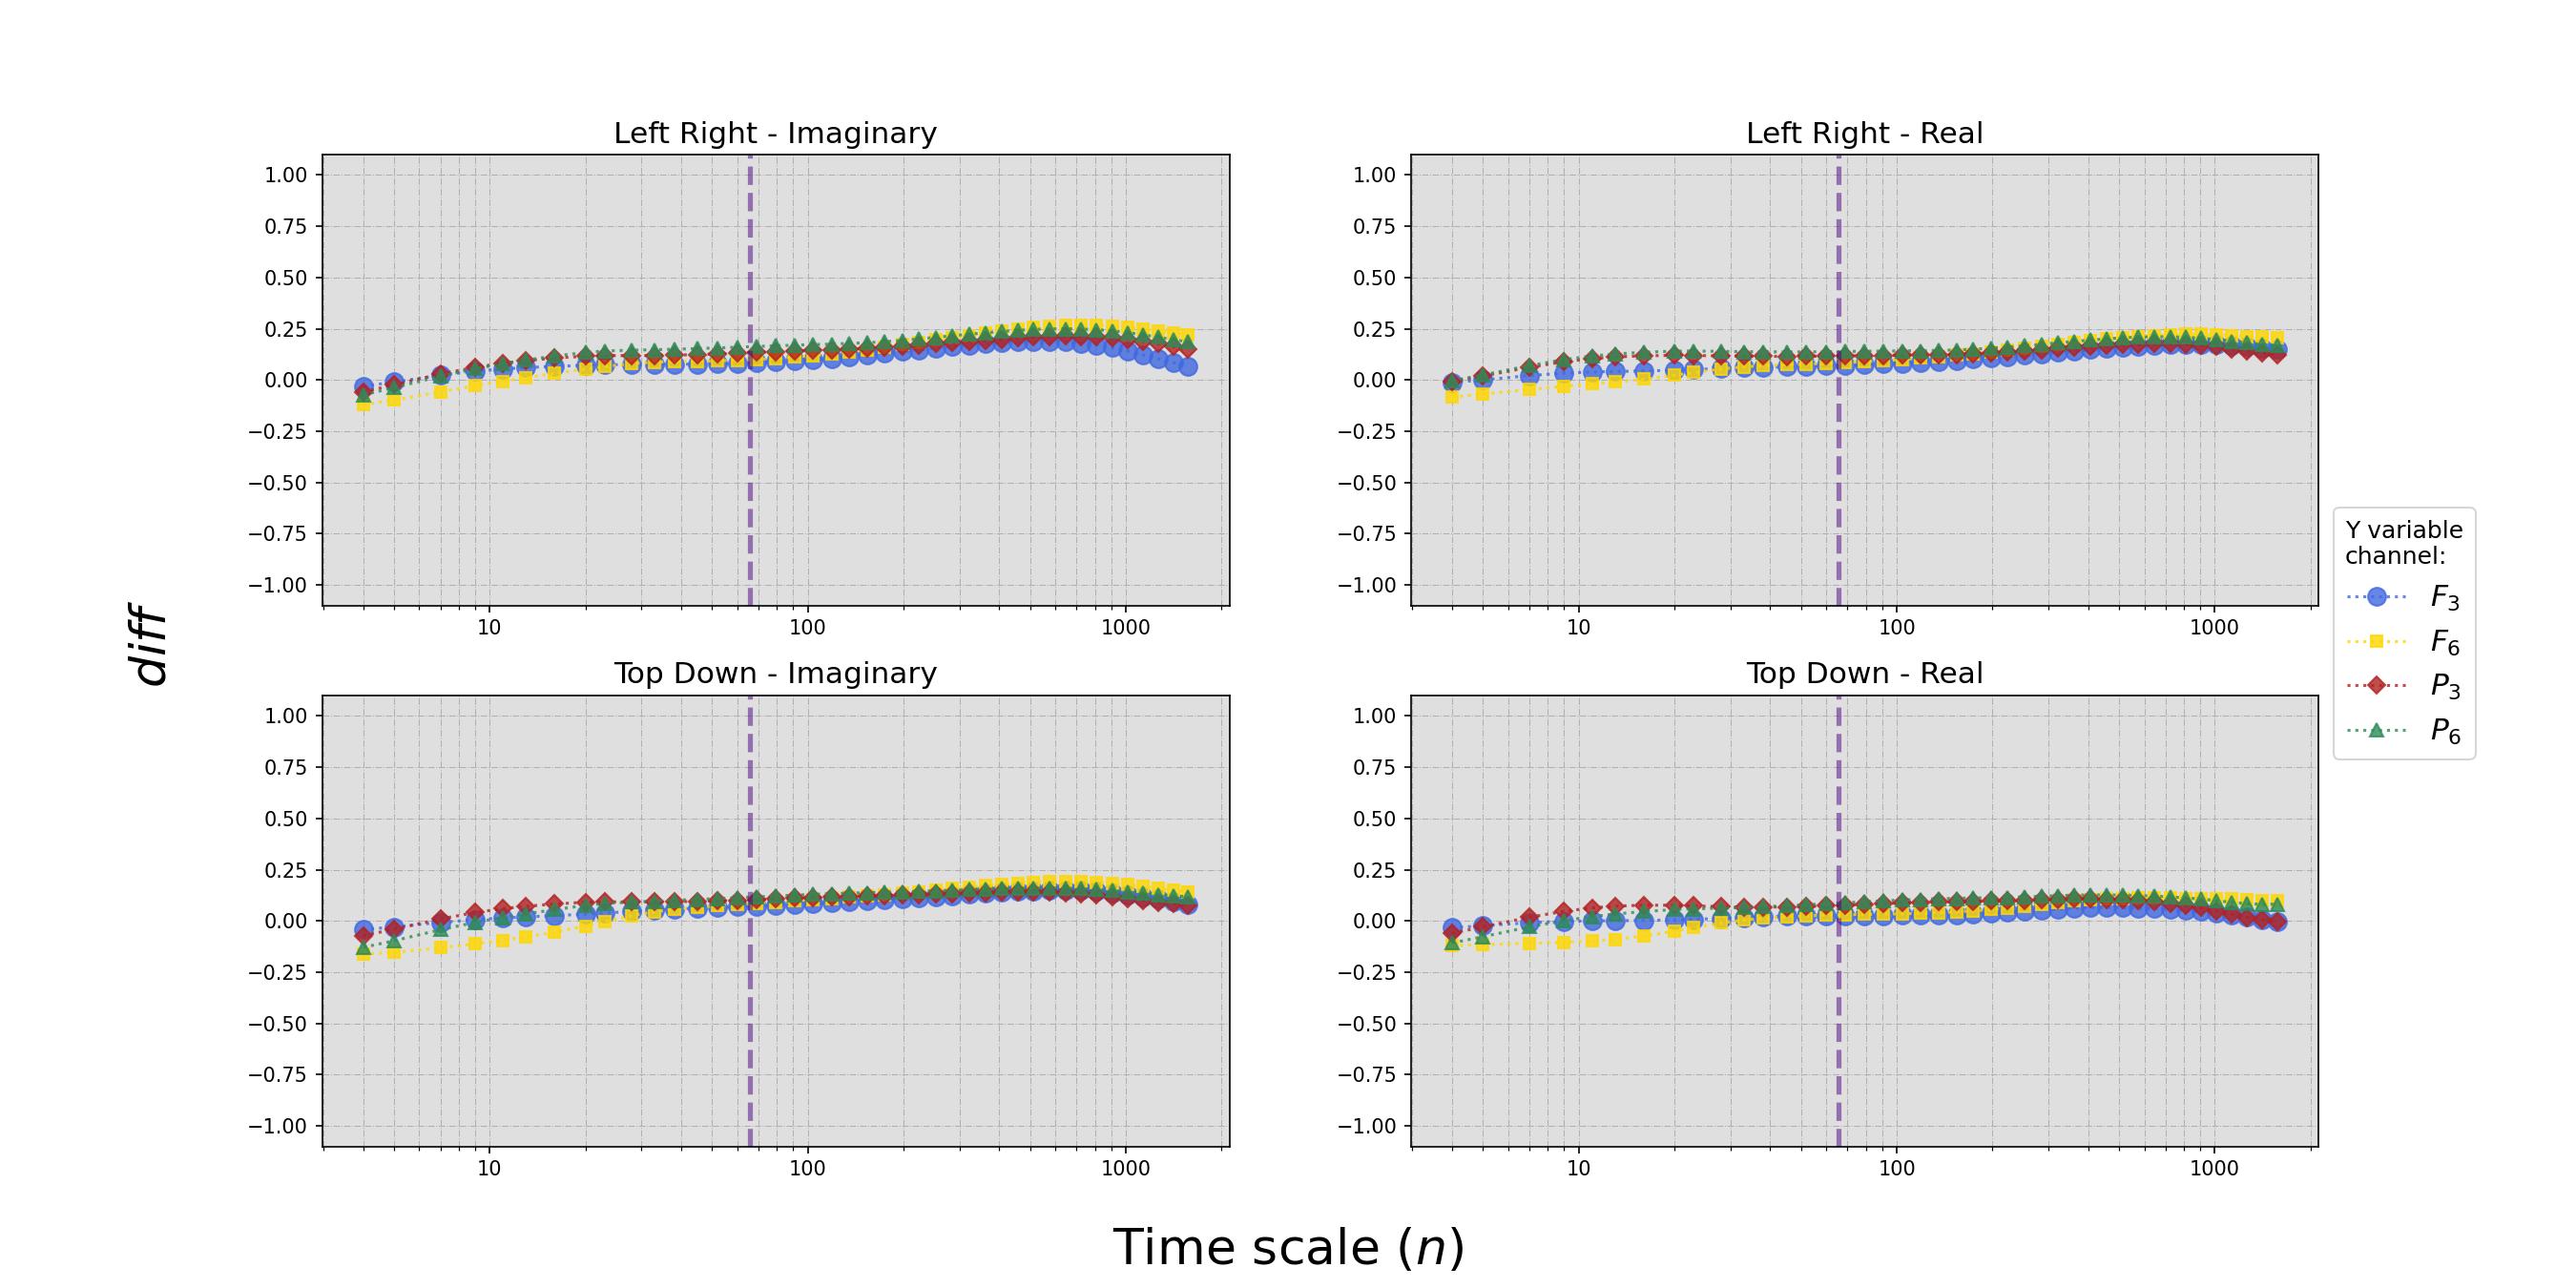 Left Right - Imaginary
Left Right - Real
1.00
0.75
0.50
0.25
0.00
−0.25
−0.50
−0.75
−1.00
10 100 1000
1.00
0.75
0.50
0.25
0.00
−0.25
−0.50
−0.75
−1.00
10 100 1000
diff
Top Down - Imaginary
Top Down - Real
1.00
0.75
0.50
0.25
0.00
−0.25
−0.50
−0.75
−1.00
10 100 1000
1.00
0.75
0.50
0.25
0.00
−0.25
−0.50
−0.75
−1.00
10 100 1000
Y variable
channel:
F3
F6
P3
P6
Time scale (n)